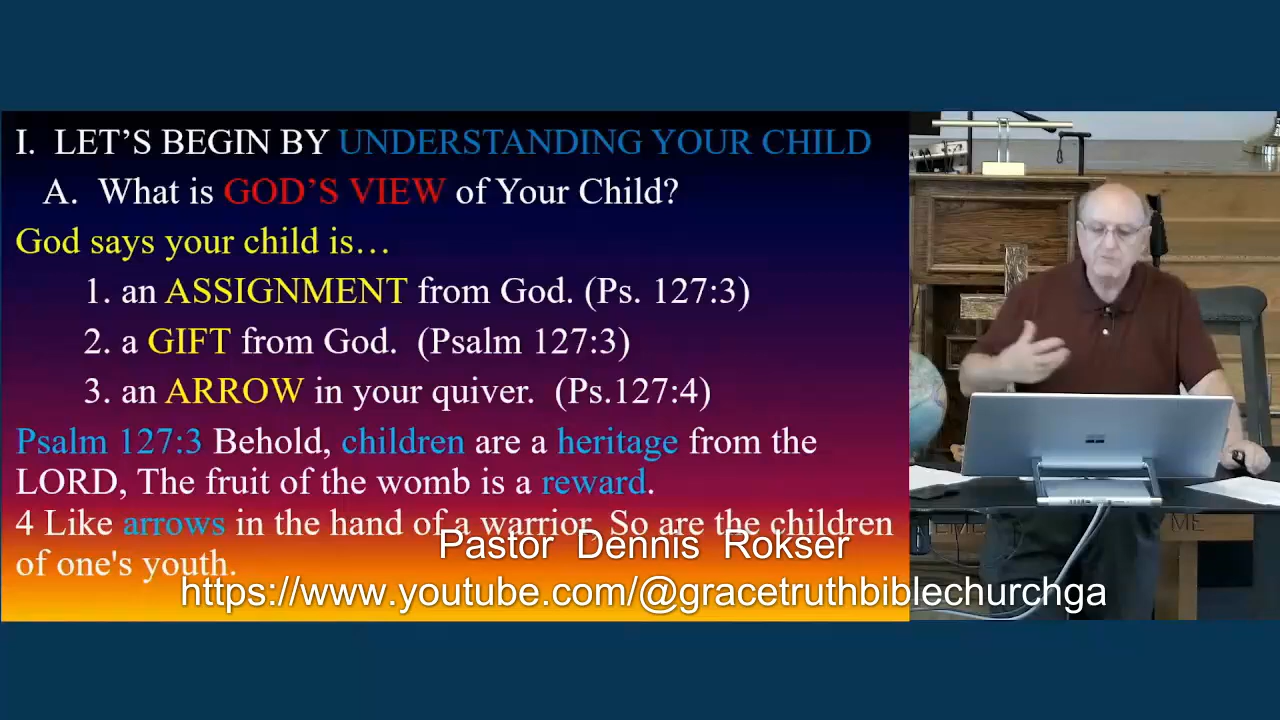 I. LET’S BEGIN BY UNDERSTANDING YOUR CHILD
A. What is GOD’S VIEW of Your Child?
God says your child is…
1. an ASSIGNMENT from God. (Ps. 127:3)
2. a GIFT from God. (Psalm 127:3)
3. an ARROW in your quiver. (Ps.127:4)
Psalm 127:3 Behold, children are a heritage from the
LORD, The fruit of the womb is a reward.
4 Like arrows in the hand of a warrior, So are the children
of one's youth.
Pastor Dennis Rokser
https://www.youtube.com/@gracetruthbiblechurchga
ME